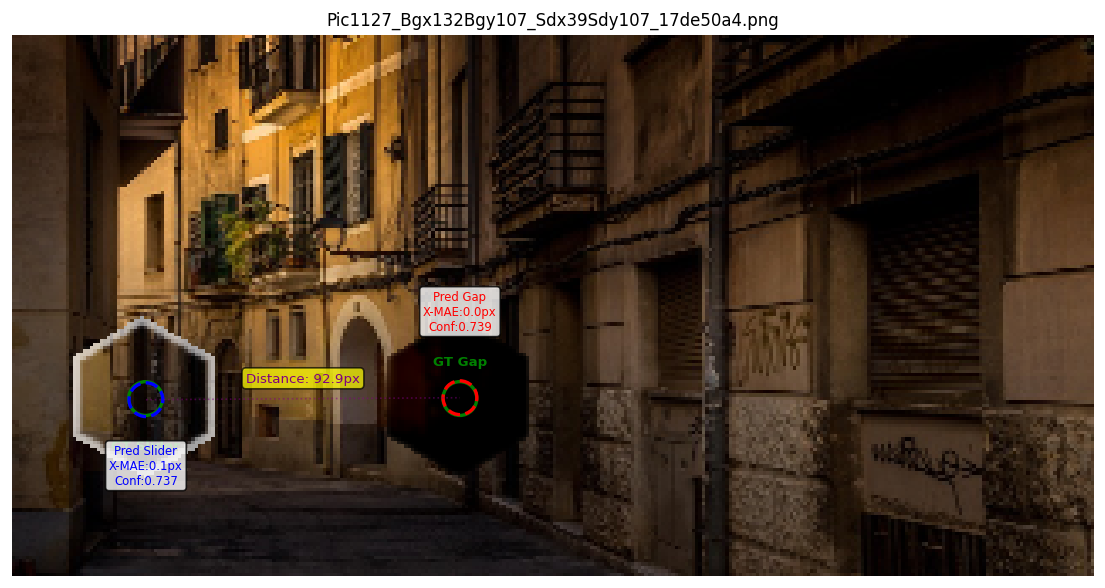 Pic1127_Bgx132Bgy107_Sdx39Sdy107_17de50a4.png
Pred Gap
X-MAE:0.0px
Conf:0.739
GT Gap
Distance: 92.9px
Pred Slider
X-MAE:0.1px
Conf:0.737